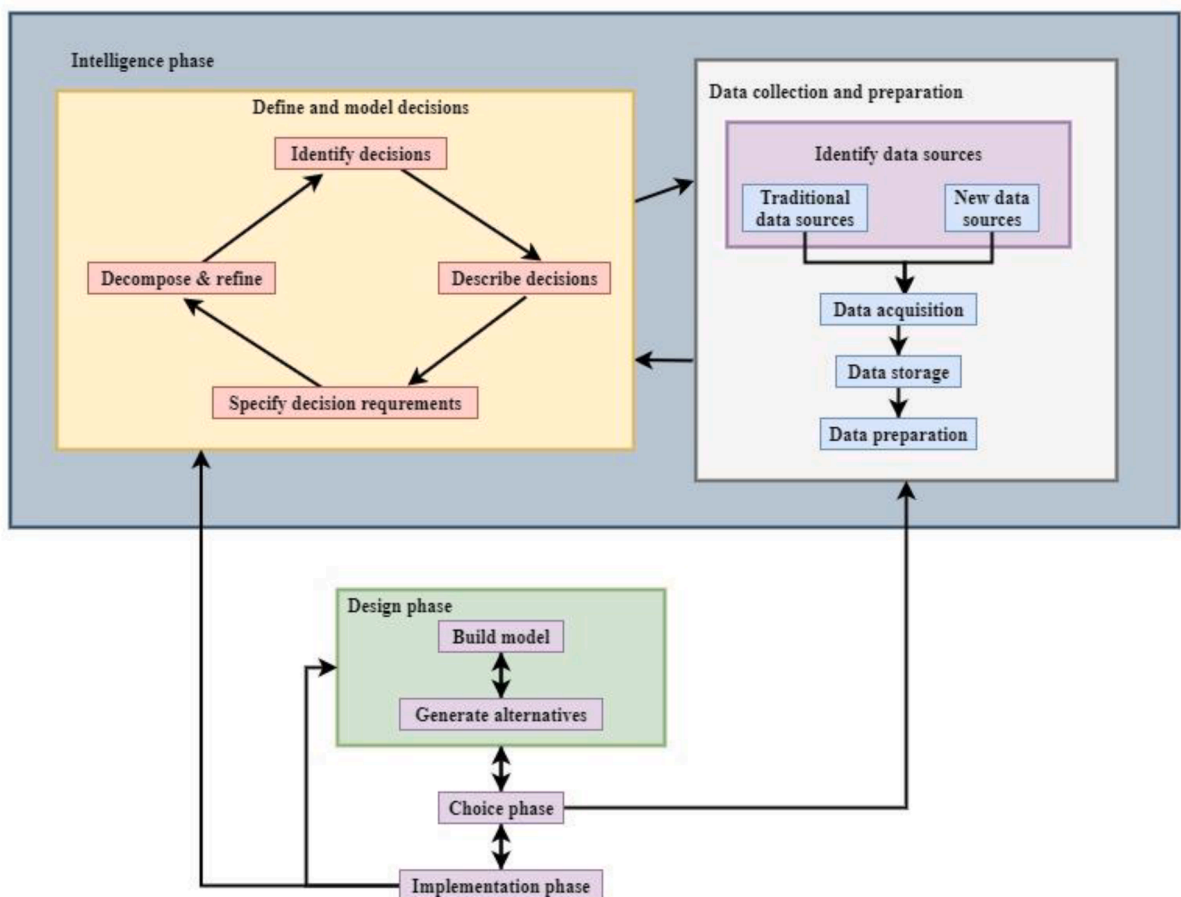 Intelligence phase
Define and model decisions
Identify decisions
Decompose & refine
Describe decisions
Specify decision requrements
Data collection and preparation
Identify data sources
Traditional
data sources
New data
sources
Data acquisition
Data storage
Data preparation
Design phase
Build model
Generate alternatives
Choice phase
Implementation phase